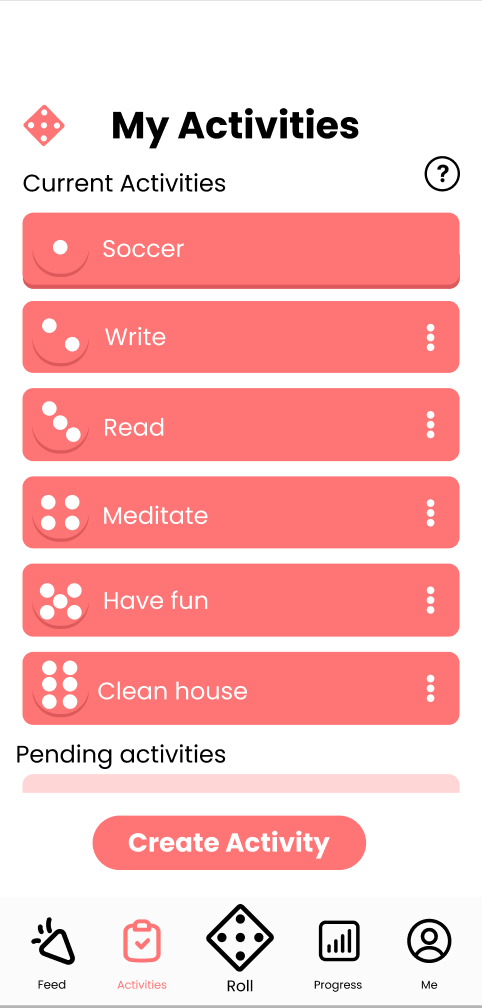 My Activities
Current Activities
?
Soccer
Write
Read
Meditate
Have fun
Clean house
Pending activities
Create Activity
Feed
Activities
Roll
Progress
Me